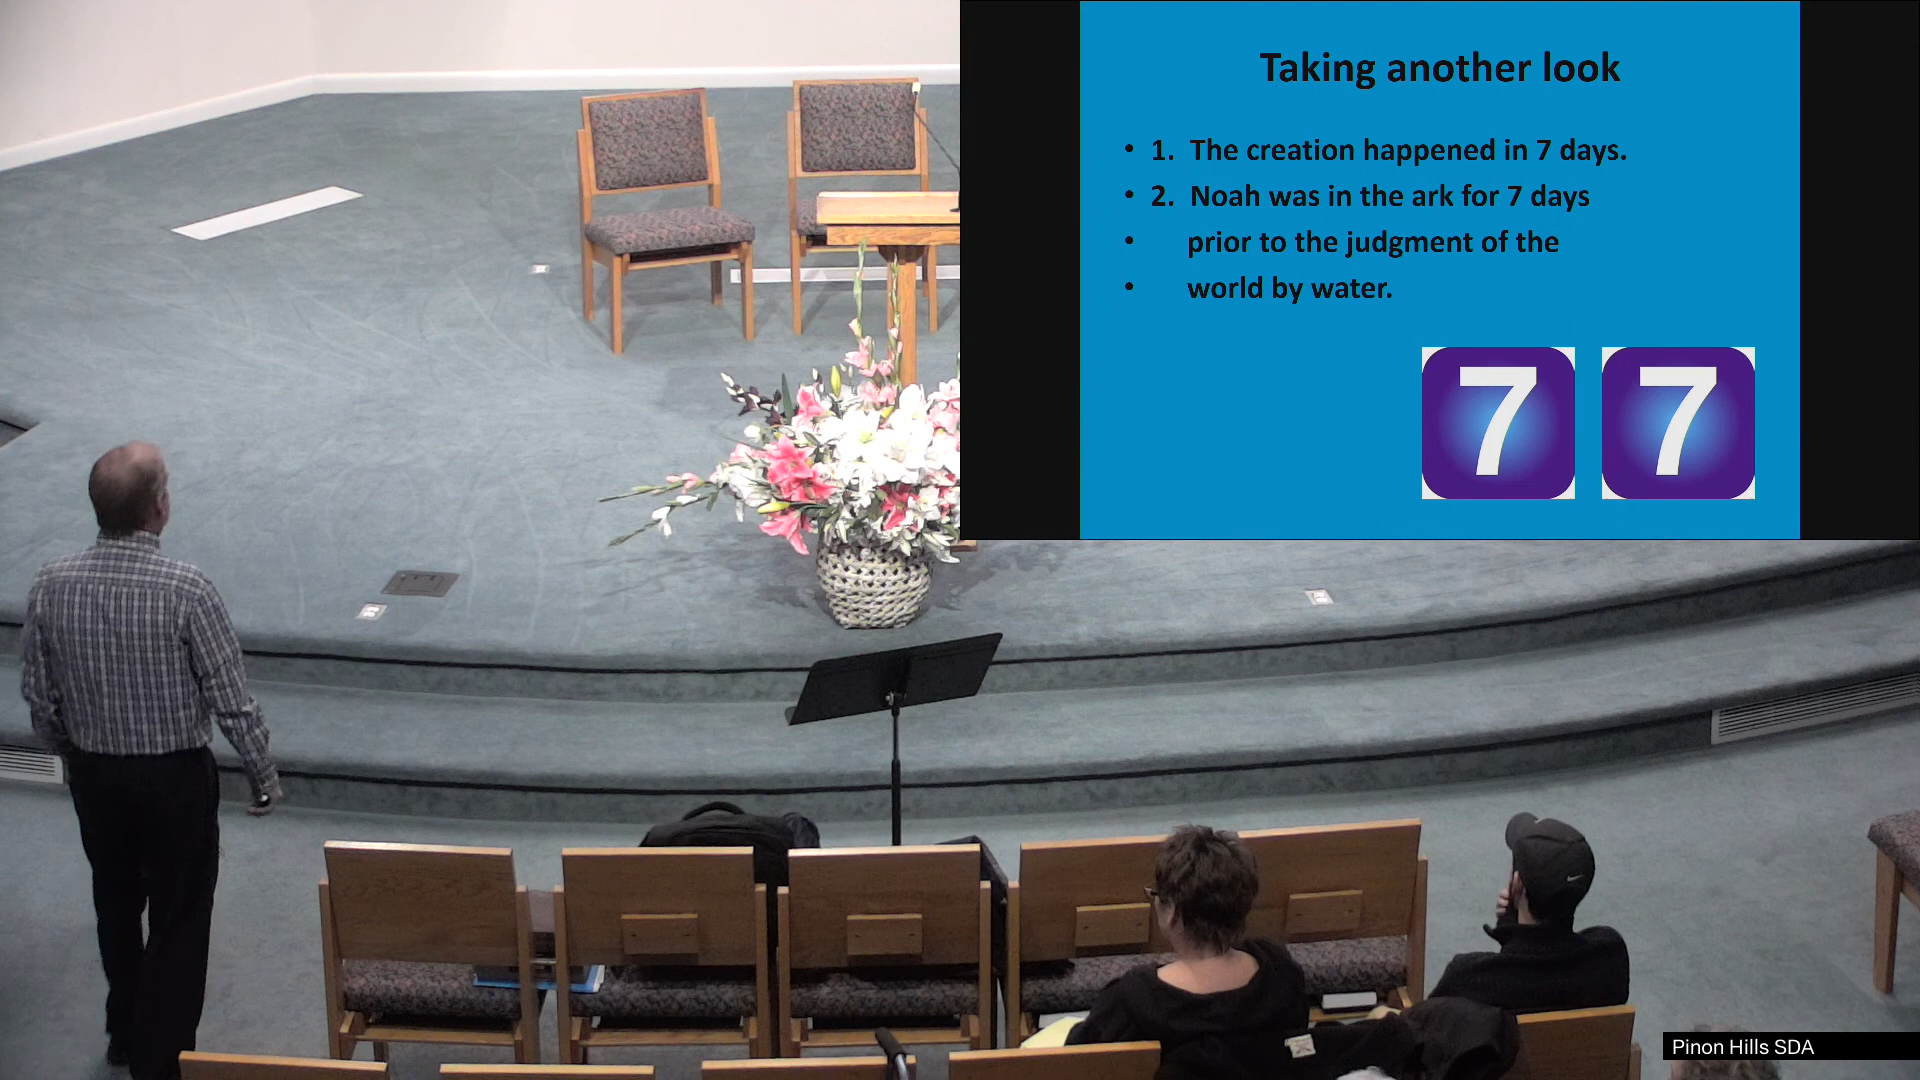 Taking another look
• 1. The creation happened in 7 days.
• 2. Noah was in the ark for 7 days
• prior to the judgment of the
• world by water.
7 7
Pinon Hills SDA